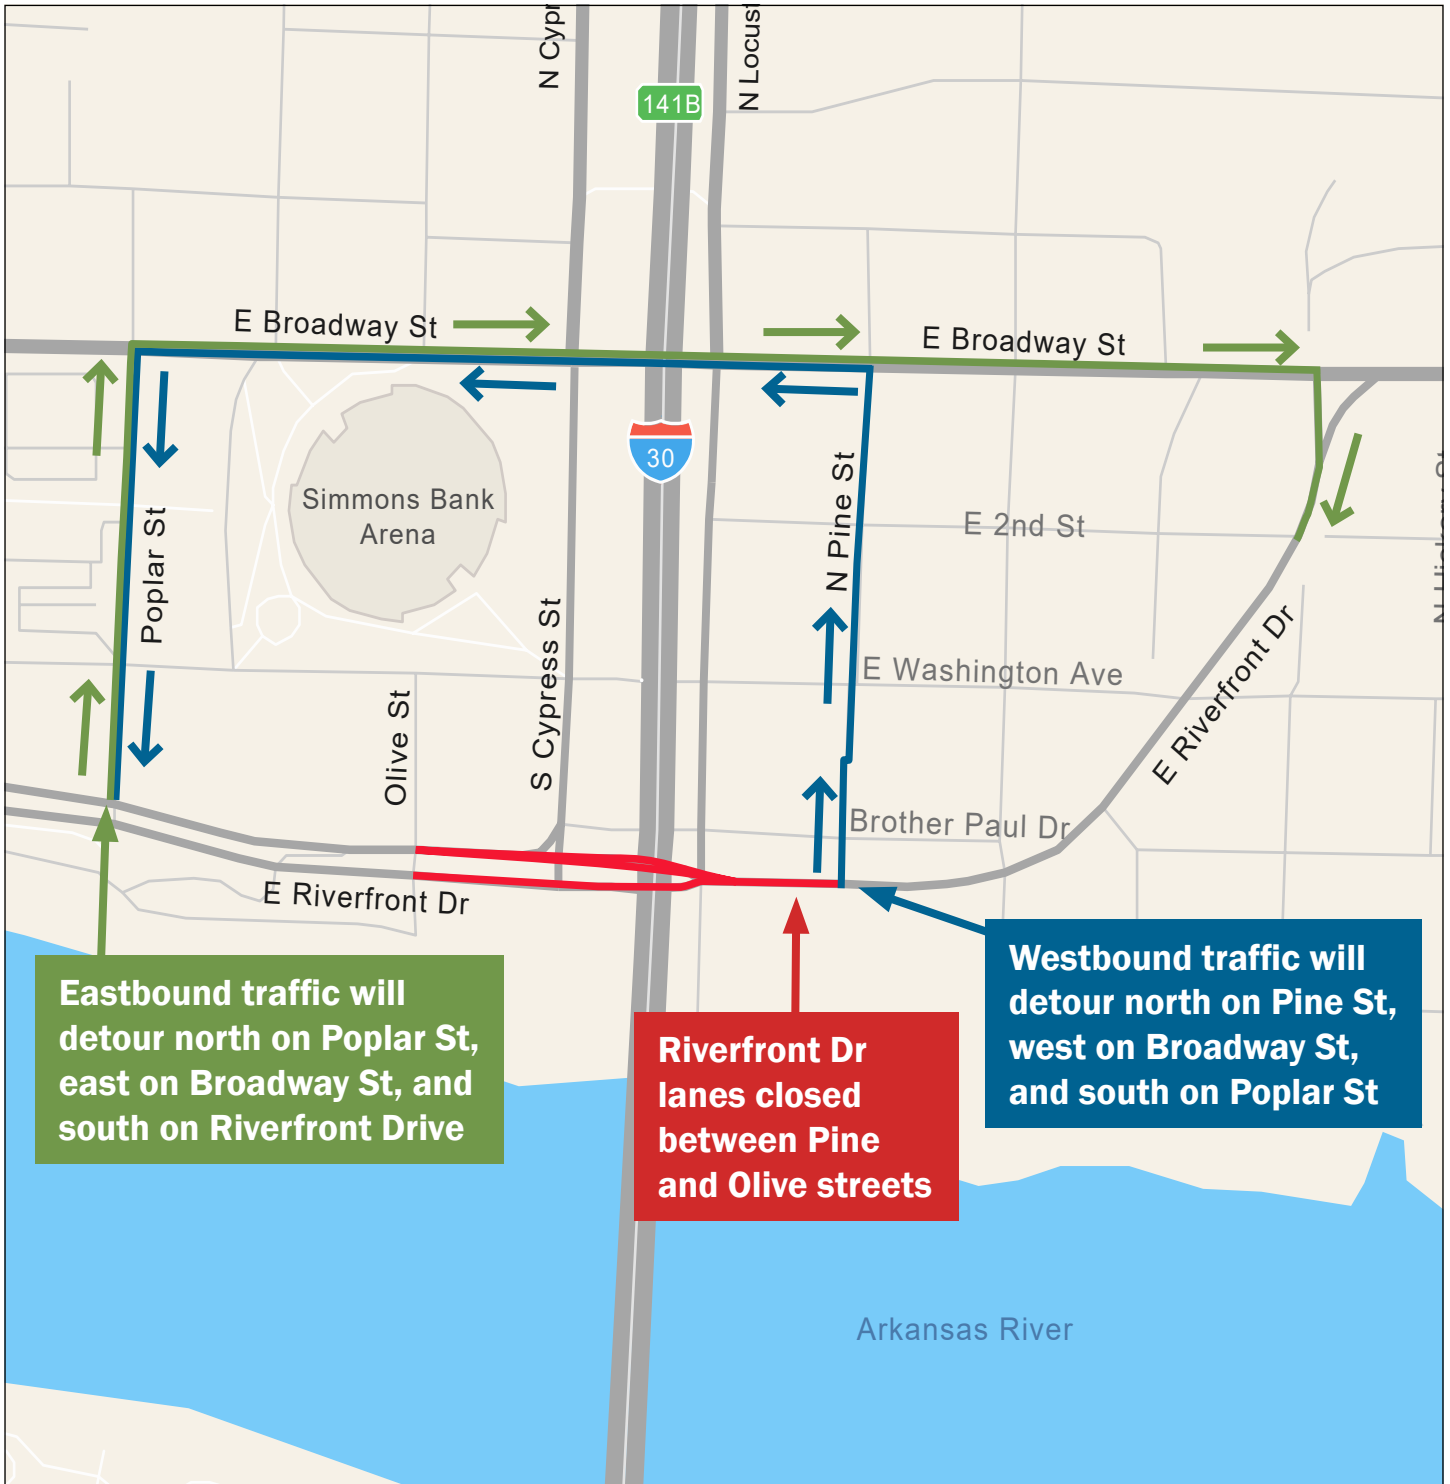 N Cypr
N Locust
141B
E Broadway St
E Broadway St
30
Simmons Bank
Arena
Poplar St
N Pine St
E 2nd St
S Cypress St
Olive St
E Washington Ave
E Riverfront Dr
Brother Paul Dr
E Riverfront Dr
Eastbound traffic will
detour north on Poplar St,
east on Broadway St, and
south on Riverfront Drive
Riverfront Dr
lanes closed
between Pine
and Olive streets
Westbound traffic will
detour north on Pine St,
west on Broadway St,
and south on Poplar St
Arkansas River